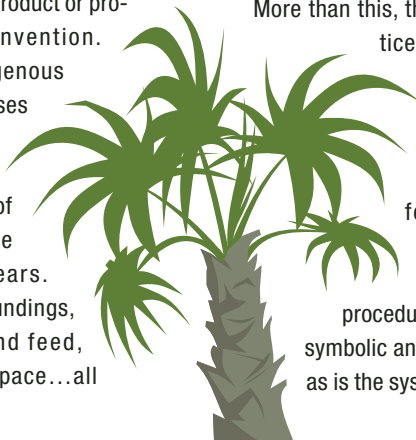 roduct or pro-
nvention.
genous
ses
of
e
ears.
undings,
nd feed,
pace...all
More than this, th
tice
fe
procedu
symbolic an
as is the sys